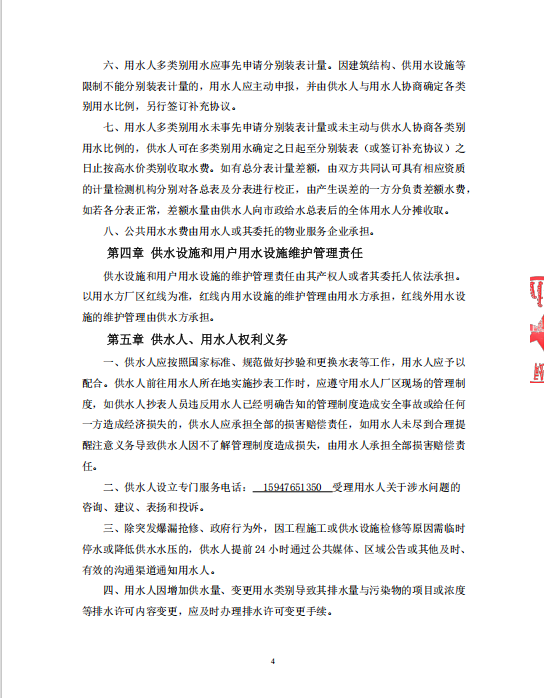 六、用水人多类别用水应事先申请分别装表计量。因建筑结构、供用水设施等
限制不能分别装表计量的，用水人应主动申报，并由供水人与用水人协商确定各类
别用水比例，另行签订补充协议。
七、用水人多类别用水未事先申请分别装表计量或未主动与供水人协商各类别
用水比例的，供水人可在多类别用水确定之日起至分别装表（或签订补充协议）之
日止按高水价类别收取水费。如有总分表计量差额，由双方共同认可具有相应资质
的计量检测机构分别对各总表及分表进行校正，由产生误差的一方分负责差额水费，
如若各分表正常，差额水量由供水人向市政给水总表后的全体用水人分摊收取。
八、公共用水水费由用水人或其委托的物业服务企业承担。
第四章 供水设施和用户用水设施维护管理责任
供水设施和用户用水设施的维护管理责任由其产权人或者其委托人依法承担。
以用水方厂区红线为准，红线内用水设施的维护管理由用水方承担，红线外用水设
施的维护管理由供水方承担。
第五章 供水人、用水人权利义务
一、供水人应按照国家标准、规范做好抄验和更换水表等工作，用水人应予以
配合。供水人前往用水人所在地实施抄表工作时，应遵守用水人厂区现场的管理制
度，如供水人抄表人员违反用水人已经明确告知的管理制度造成安全事故或给任何
一方造成经济损失的，供水人应承担全部的损害赔偿责任，如用水人未尽到合理提
醒注意义务导致供水人因不了解管理制度造成损失，由用水人承担全部损害赔偿责
任。
二、供水人设立专门服务电话： 15947651350 受理用水人关于涉水问题的
咨询、建议、表扬和投诉。
三、除突发爆漏抢修、政府行为外，因工程施工或供水设施检修等原因需临时
停水或降低供水水压的，供水人提前 24 小时通过公共媒体、区域公告或其他及时、
有效的沟通渠道通知用水人。
四、用水人因增加供水量、变更用水类别导致其排水量与污染物的项目或浓度
等排水许可内容变更，应及时办理排水许可变更手续。
4